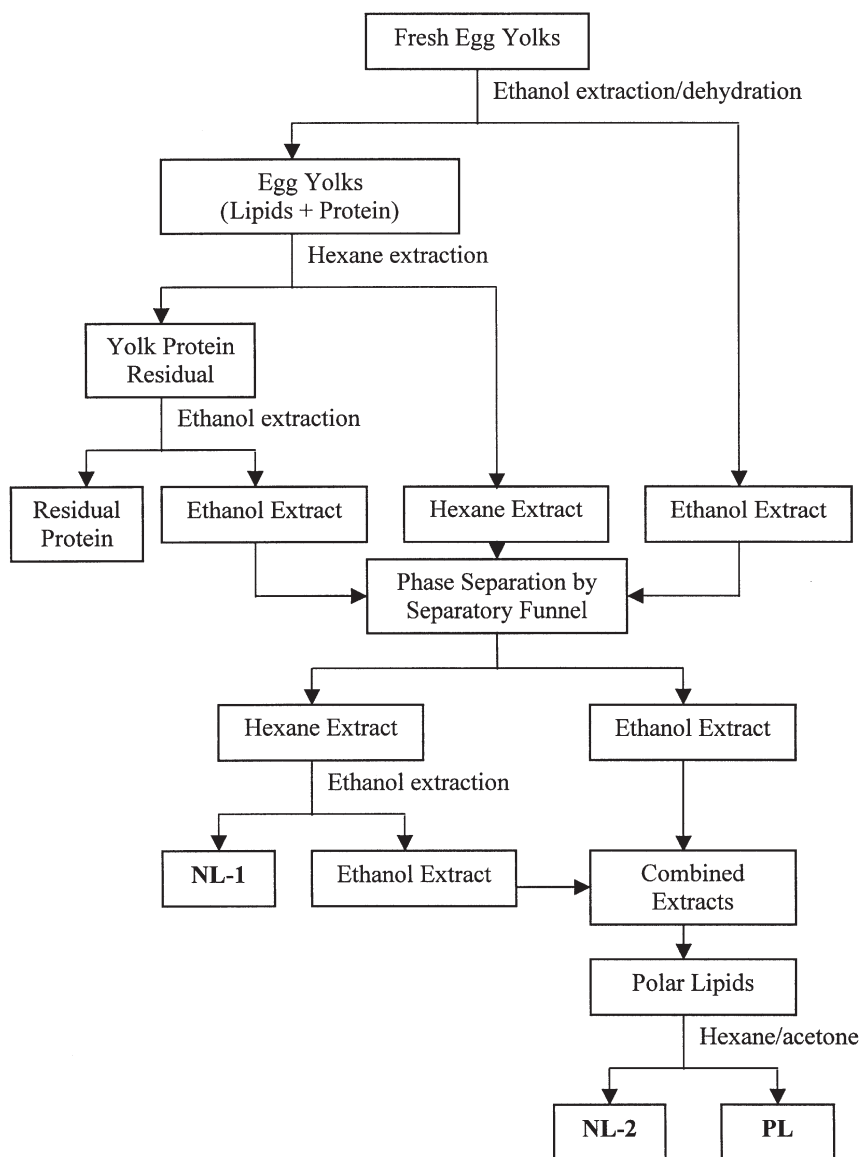 Fresh Egg Yolks
Ethanol extraction/dehydration
Egg Yolks
(Lipids + Protein)
Hexane extraction
Yolk Protein
Residual
Ethanol extraction
Residual
Protein
Ethanol Extract
Hexane Extract
Ethanol Extract
Phase Separation by
Separatory Funnel
Hexane Extract
Ethanol Extract
Ethanol extraction
NL-1
Ethanol Extract
Combined
Extracts
Polar Lipids
Hexane/acetone
NL-2
PL